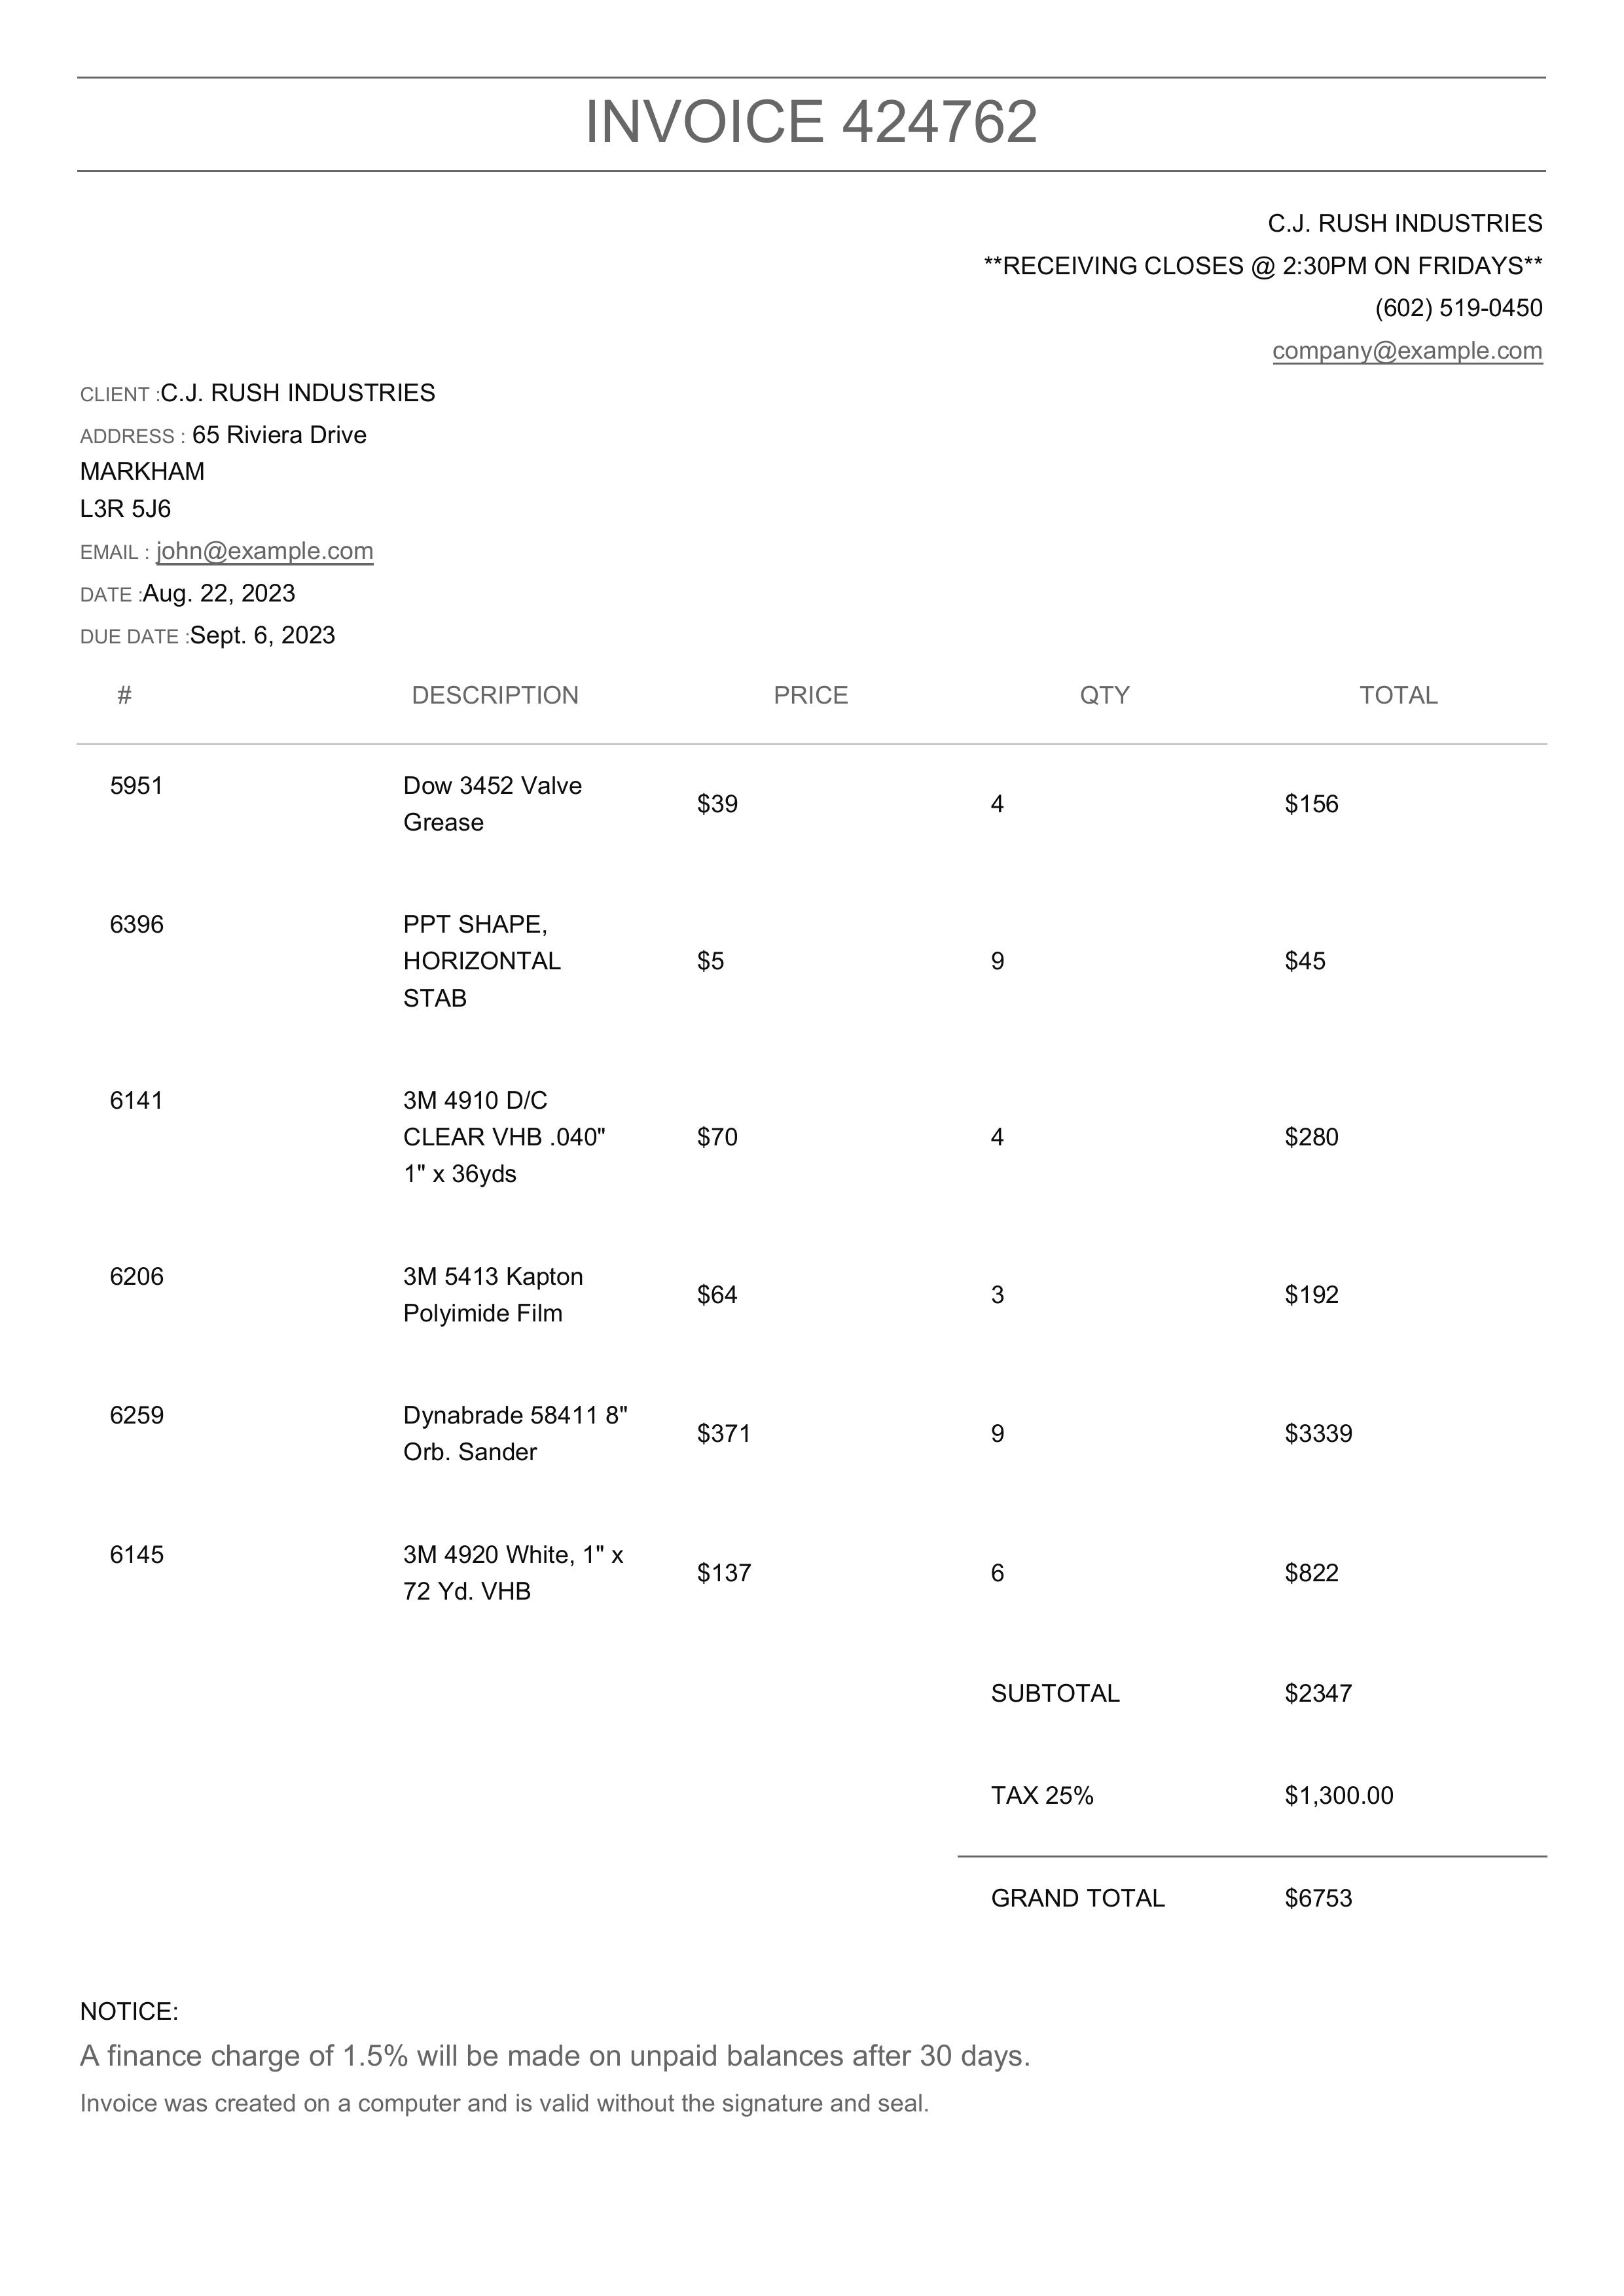 INVOICE 424762
C.J. RUSH INDUSTRIES
**RECEIVING CLOSES @ 2:30PM ON FRIDAYS**
(602) 519-0450
company@example.com
CLIENT :C.J. RUSH INDUSTRIES
ADDRESS : 65 Riviera Drive
MARKHAM
L3R 5J6
EMAIL : john@example.com
DATE :Aug. 22, 2023
DUE DATE :Sept. 6, 2023
# DESCRIPTION PRICE QTY TOTAL
5951 Dow 3452 Valve
Grease $39 4 $156
6396 PPT SHAPE,
HORIZONTAL $5 9 $45
STAB
6141 3M 4910 D/C
CLEAR VHB .040" $70 4 $280
1" x 36yds
6206 3M 5413 Kapton
Polyimide Film $64 3 $192
6259 Dynabrade 58411 8"
Orb. Sander $371 9 $3339
6145 3M 4920 White, 1" x
72 Yd. VHB $137 6 $822
SUBTOTAL $2347
TAX 25% $1,300.00
GRAND TOTAL $6753
NOTICE:
A finance charge of 1.5% will be made on unpaid balances after 30 days.
Invoice was created on a computer and is valid without the signature and seal.